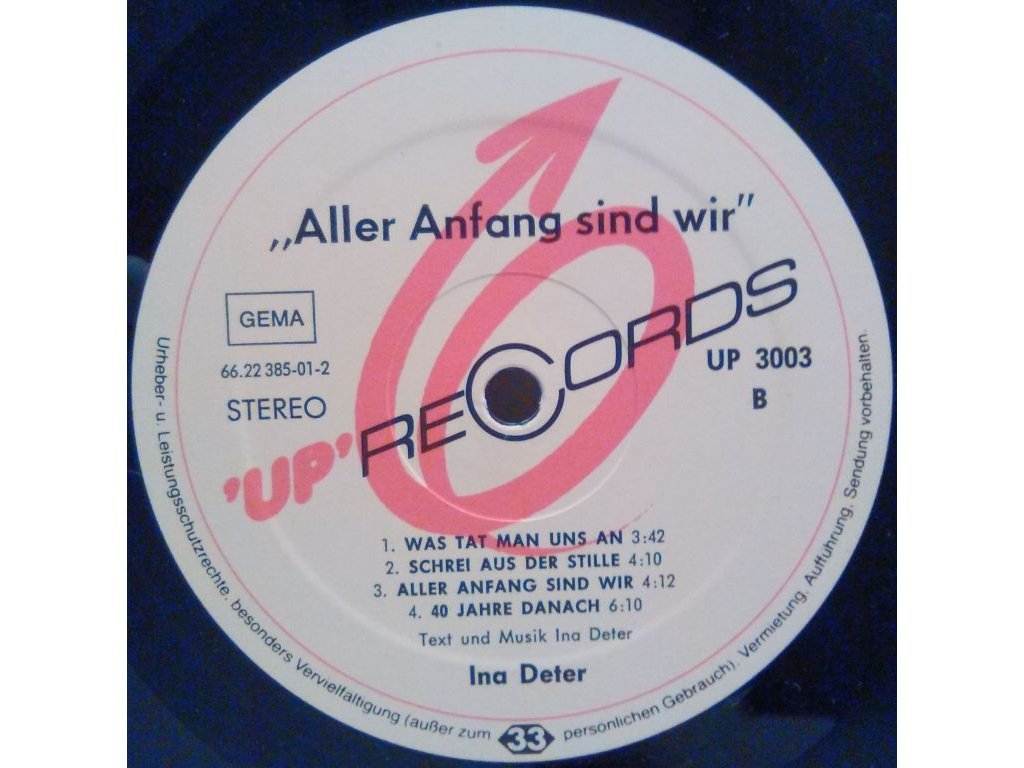 „Aller Anfang sind wir"
GEMA
66.22 385-01-2
STEREO
'UP' RECORDS
UP 3003
B
1. WAS TAT MAN UNS AN 3:42
2. SCHREI AUS DER STILLE 4:10
3. ALLER ANFANG SIND WIR 4:12
4. 40 JAHRE DANACH 6:10
Text und Musik Ina Deter
Ina Deter
Urheber- u. Leistungsschutzrechte, besonders Vervielfältigung (außer zum persönlichen Gebrauch), Vermietung, Aufführung, Sendung vorbehalten.
33